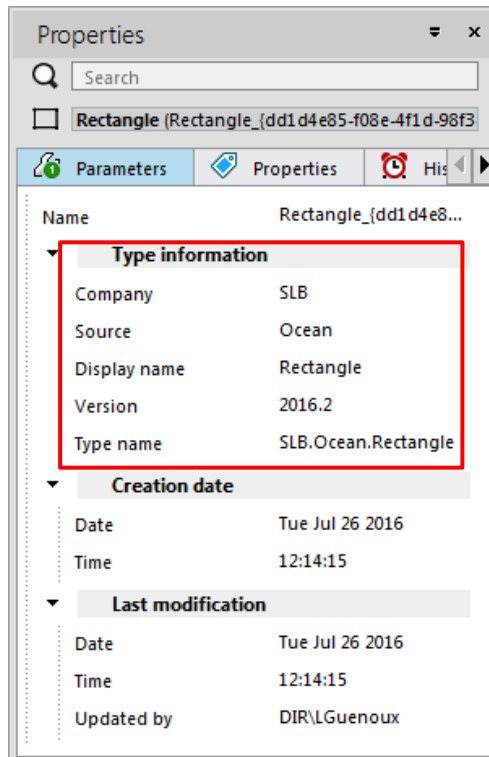 Properties
Search
Rectangle (Rectangle_{dd1d4e85-f08e-4f1d-98f3
Parameters Properties His
Name Rectangle_{dd1d4e8...
Type information
Company SLB
Source Ocean
Display name Rectangle
Version 2016.2
Type name SLB.Ocean.Rectangle
Creation date
Date Tue Jul 26 2016
Time 12:14:15
Last modification
Date Tue Jul 26 2016
Time 12:14:15
Updated by DIR\LGuenoux